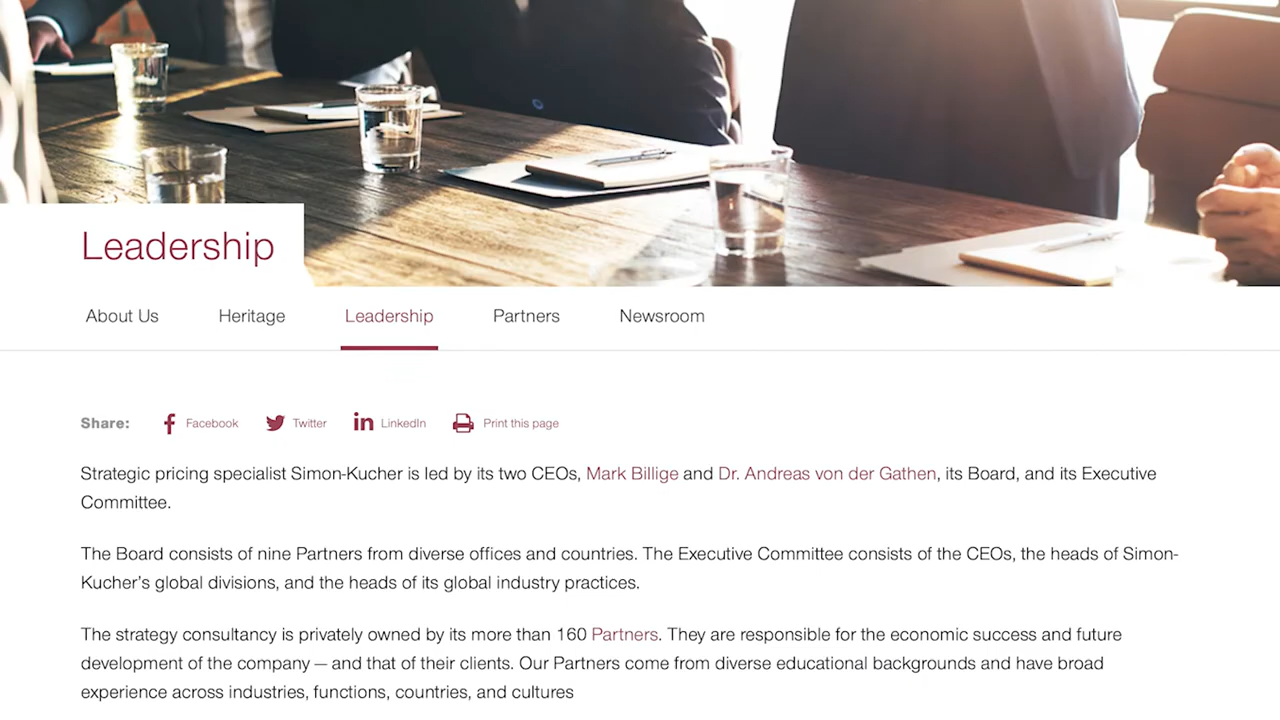 Leadership
About Us Heritage Leadership Partners Newsroom
Share: Facebook Twitter LinkedIn Print this page
Strategic pricing specialist Simon-Kucher is led by its two CEOs, Mark Billige and Dr. Andreas von der Gathen, its Board, and its Executive
Committee.
The Board consists of nine Partners from diverse offices and countries. The Executive Committee consists of the CEOs, the heads of Simon-
Kucher's global divisions, and the heads of its global industry practices.
The strategy consultancy is privately owned by its more than 160 Partners. They are responsible for the economic success and future
development of the company — and that of their clients. Our Partners come from diverse educational backgrounds and have broad
experience across industries, functions, countries, and cultures